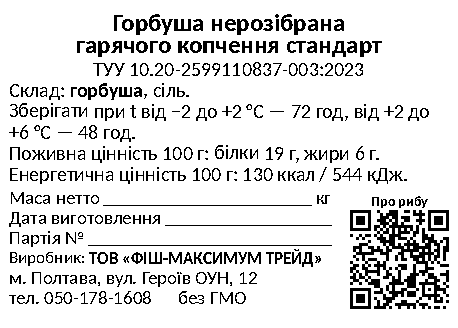 Горбуша нерозібрана
гарячого копчення стандарт
ТУУ 10.20-2599110837-003:2023
Склад: горбуша, сіль.
Зберігати при t від −2 до +2 °С — 72 год, від +2 до
+6 °С — 48 год.
Поживна цінність 100 г: білки 19 г, жири 6 г.
Енергетична цінність 100 г: 130 ккал / 544 кДж.
Маса нетто ______________________ кг
Дата виготовлення _________________
Партія № _________________________
Про рибу
Виробник: ТОВ «ФІШ-МАКСИМУМ ТРЕЙД»
м. Полтава, вул. Героїв ОУН, 12
тел. 050-178-1608 без ГМО